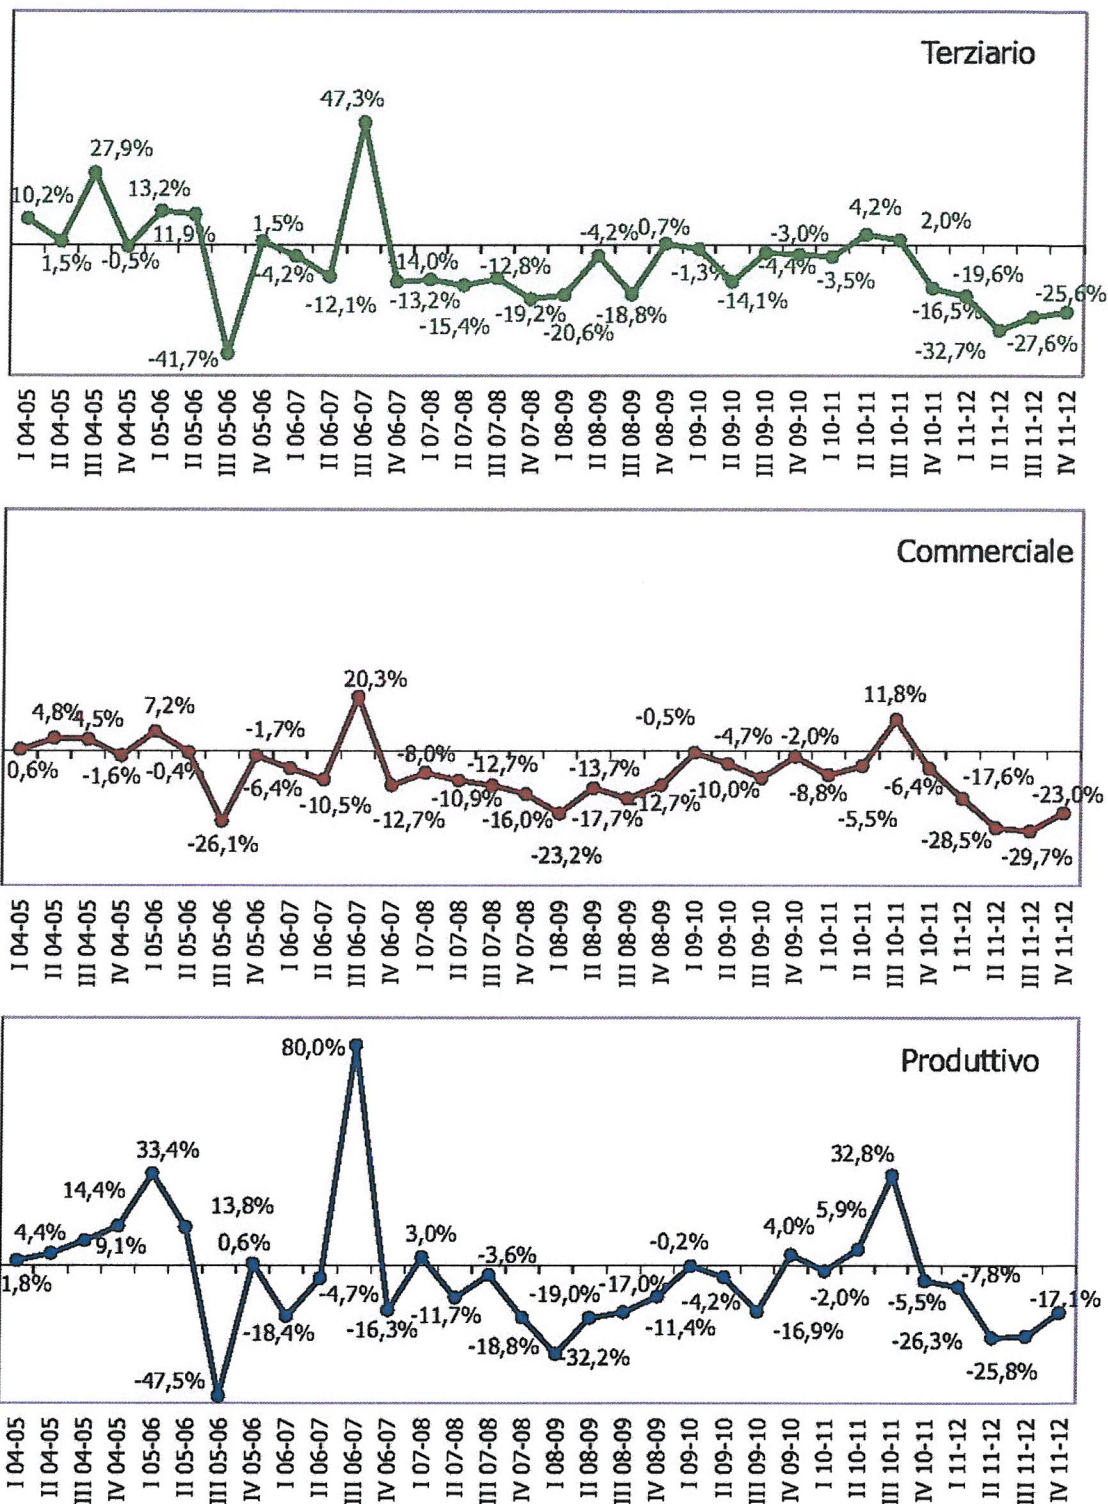 Terziario
47,3%
27,9%
10,2%
13,2%
4,2%
2,0%
1,5%
-4,2%
0,7%
-3,0%
1,5%
-0,5%
11,9%
-4,2%
14,0%
-12,8%
-1,3%
-4,4%
-3,5%
-19,6%
-25,6%
-12,1%
-13,2%
-15,4%
-19,2%
-20,6%
-18,8%
-14,1%
-16,5%
-32,7%
-27,6%
-41,7%
I 04-05
II 04-05
III 04-05
IV 04-05
I 05-06
II 05-06
III 05-06
IV 05-06
I 06-07
II 06-07
III 06-07
IV 06-07
I 07-08
II 07-08
III 07-08
IV 07-08
I 08-09
II 08-09
III 08-09
IV 08-09
I 09-10
II 09-10
III 09-10
IV 09-10
I 10-11
II 10-11
III 10-11
IV 10-11
I 11-12
II 11-12
III 11-12
IV 11-12
Commerciale
20,3%
11,8%
4,8%
4,5%
7,2%
-1,7%
-0,5%
-4,7%
-2,0%
0,6%
-1,6%
-0,4%
-6,4%
-8,0%
-12,7%
-13,7%
-10,5%
-12,7%
-10,9%
-16,0%
-17,7%
-12,7%
-10,0%
-8,8%
-5,5%
-6,4%
-17,6%
-23,0%
-26,1%
-23,2%
-28,5%
-29,7%
I 04-05
II 04-05
III 04-05
IV 04-05
I 05-06
II 05-06
III 05-06
IV 05-06
I 06-07
II 06-07
III 06-07
IV 06-07
I 07-08
II 07-08
III 07-08
IV 07-08
I 08-09
II 08-09
III 08-09
IV 08-09
I 09-10
II 09-10
III 09-10
IV 09-10
I 10-11
II 10-11
III 10-11
IV 10-11
I 11-12
II 11-12
III 11-12
IV 11-12
Produttivo
80,0%
33,4%
32,8%
14,4%
13,8%
5,9%
4,4%
9,1%
0,6%
3,0%
-3,6%
-0,2%
4,0%
1,8%
-18,4%
-4,7%
-16,3%
-11,7%
-18,8%
-19,0%
-17,0%
-32,2%
-11,4%
-4,2%
-16,9%
-2,0%
-5,5%
-7,8%
-26,3%
-25,8%
-17,1%
-47,5%
I 04-05
II 04-05
III 04-05
IV 04-05
I 05-06
II 05-06
III 05-06
IV 05-06
I 06-07
II 06-07
III 06-07
IV 06-07
I 07-08
II 07-08
III 07-08
IV 07-08
I 08-09
II 08-09
III 08-09
IV 08-09
I 09-10
II 09-10
III 09-10
IV 09-10
I 10-11
II 10-11
III 10-11
IV 10-11
I 11-12
II 11-12
III 11-12
IV 11-12